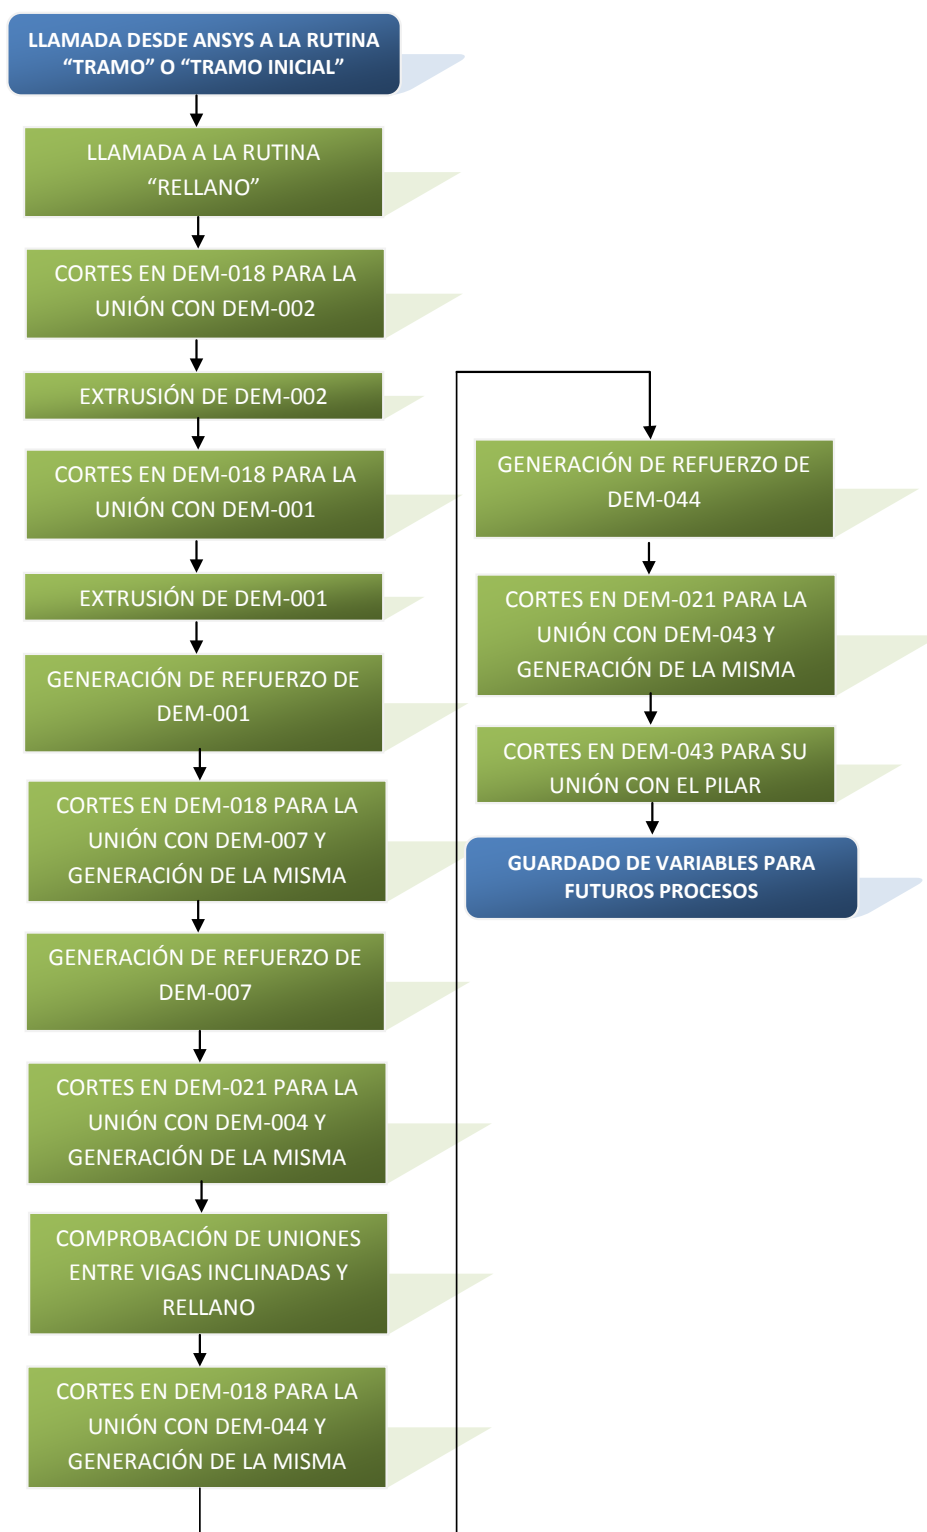 LLAMADA DESDE ANSYS A LA RUTINA
“TRAMO” O “TRAMO INICIAL”
LLAMADA A LA RUTINA
“RELLANO”
CORTES EN DEM-018 PARA LA
UNIÓN CON DEM-002
EXTRUSIÓN DE DEM-002
CORTES EN DEM-018 PARA LA
UNIÓN CON DEM-001
EXTRUSIÓN DE DEM-001
GENERACIÓN DE REFUERZO DE
DEM-001
CORTES EN DEM-018 PARA LA
UNIÓN CON DEM-007 Y
GENERACIÓN DE LA MISMA
GENERACIÓN DE REFUERZO DE
DEM-007
CORTES EN DEM-021 PARA LA
UNIÓN CON DEM-004 Y
GENERACIÓN DE LA MISMA
COMPROBACIÓN DE UNIONES
ENTRE VIGAS INCLINADAS Y
RELLANO
CORTES EN DEM-018 PARA LA
UNIÓN CON DEM-044 Y
GENERACIÓN DE LA MISMA
GENERACIÓN DE REFUERZO DE
DEM-044
CORTES EN DEM-021 PARA LA
UNIÓN CON DEM-043 Y
GENERACIÓN DE LA MISMA
CORTES EN DEM-043 PARA SU
UNIÓN CON EL PILAR
GUARDADO DE VARIABLES PARA
FUTUROS PROCESOS